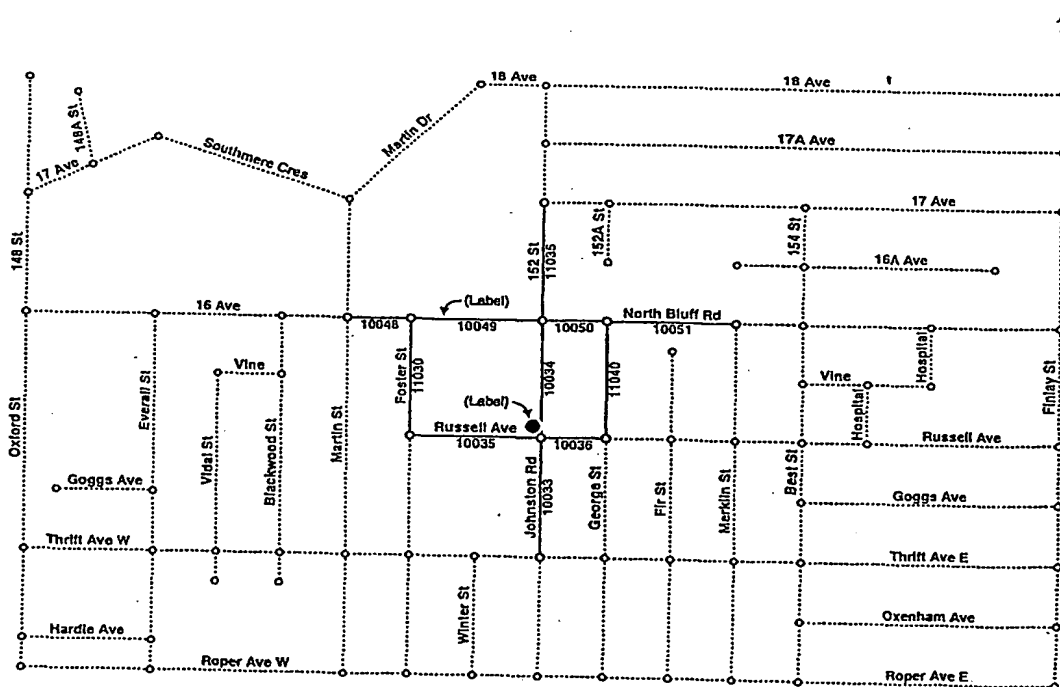 18 Ave
18 Ave
148A St
Martin Dr
17A Ave
17 Ave
Southmere Cres
17 Ave
148 St
152 St
11035
152A St
154 St
16A Ave
16 Ave
(Label)
North Bluff Rd
10048
10049
10050
10051
Vine
Foster St
11030
10034
11040
Vine
Hospital
Hospital
Finlay St
Oxford St
Everall St
Vidal St
Blackwood St
Martin St
(Label)
Russell Ave
10035
10036
Russell Ave
Goggs Ave
Johnston Rd
10033
George St
Fir St
Merklin St
Best St
Goggs Ave
Thrift Ave W
Thrift Ave E
Winter St
Oxenham Ave
Hardie Ave
Roper Ave W
Roper Ave E